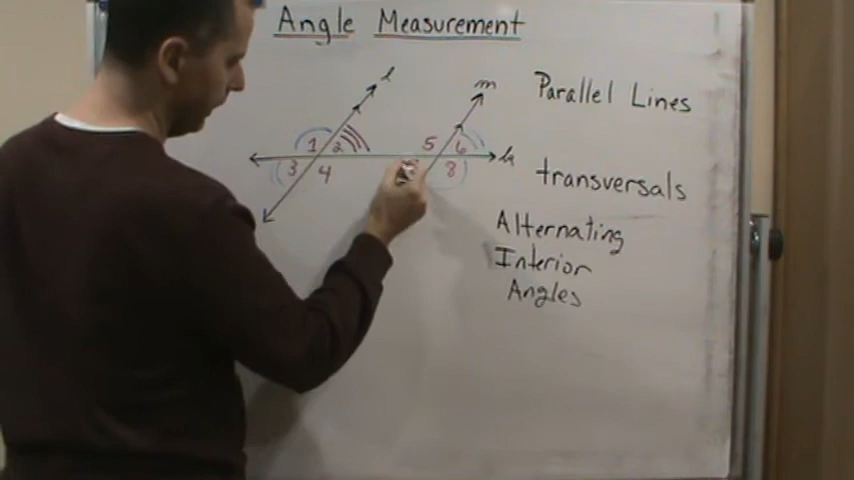 Angle Measurement
l
m
Parallel Lines
1 2 5 6 k
3 4 8
transversals
Alternating
Interior
Angles